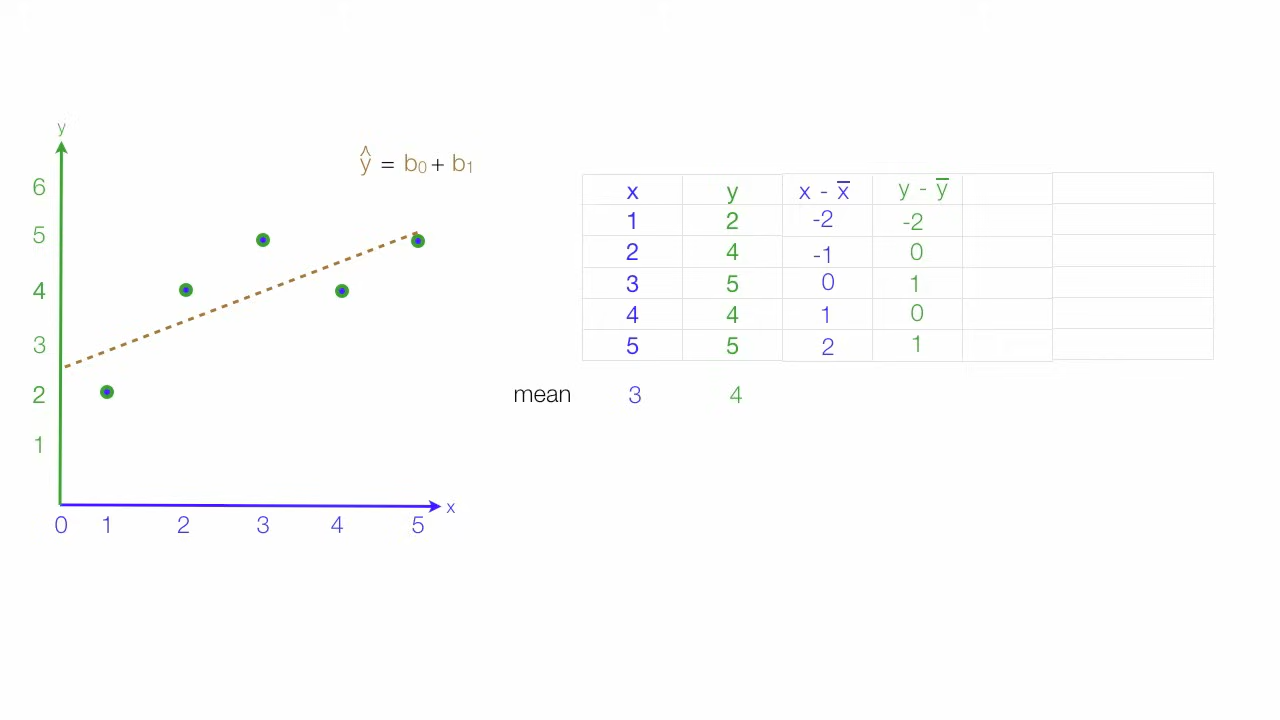 y
ŷ = b₀ + b₁
6
5
4
3
2
1
0 1 2 3 4 5 x
x y x - x̅ y - y̅
1 2 -2 -2
2 4 -1 0
3 5 0 1
4 4 1 0
5 5 2 1
mean 3 4